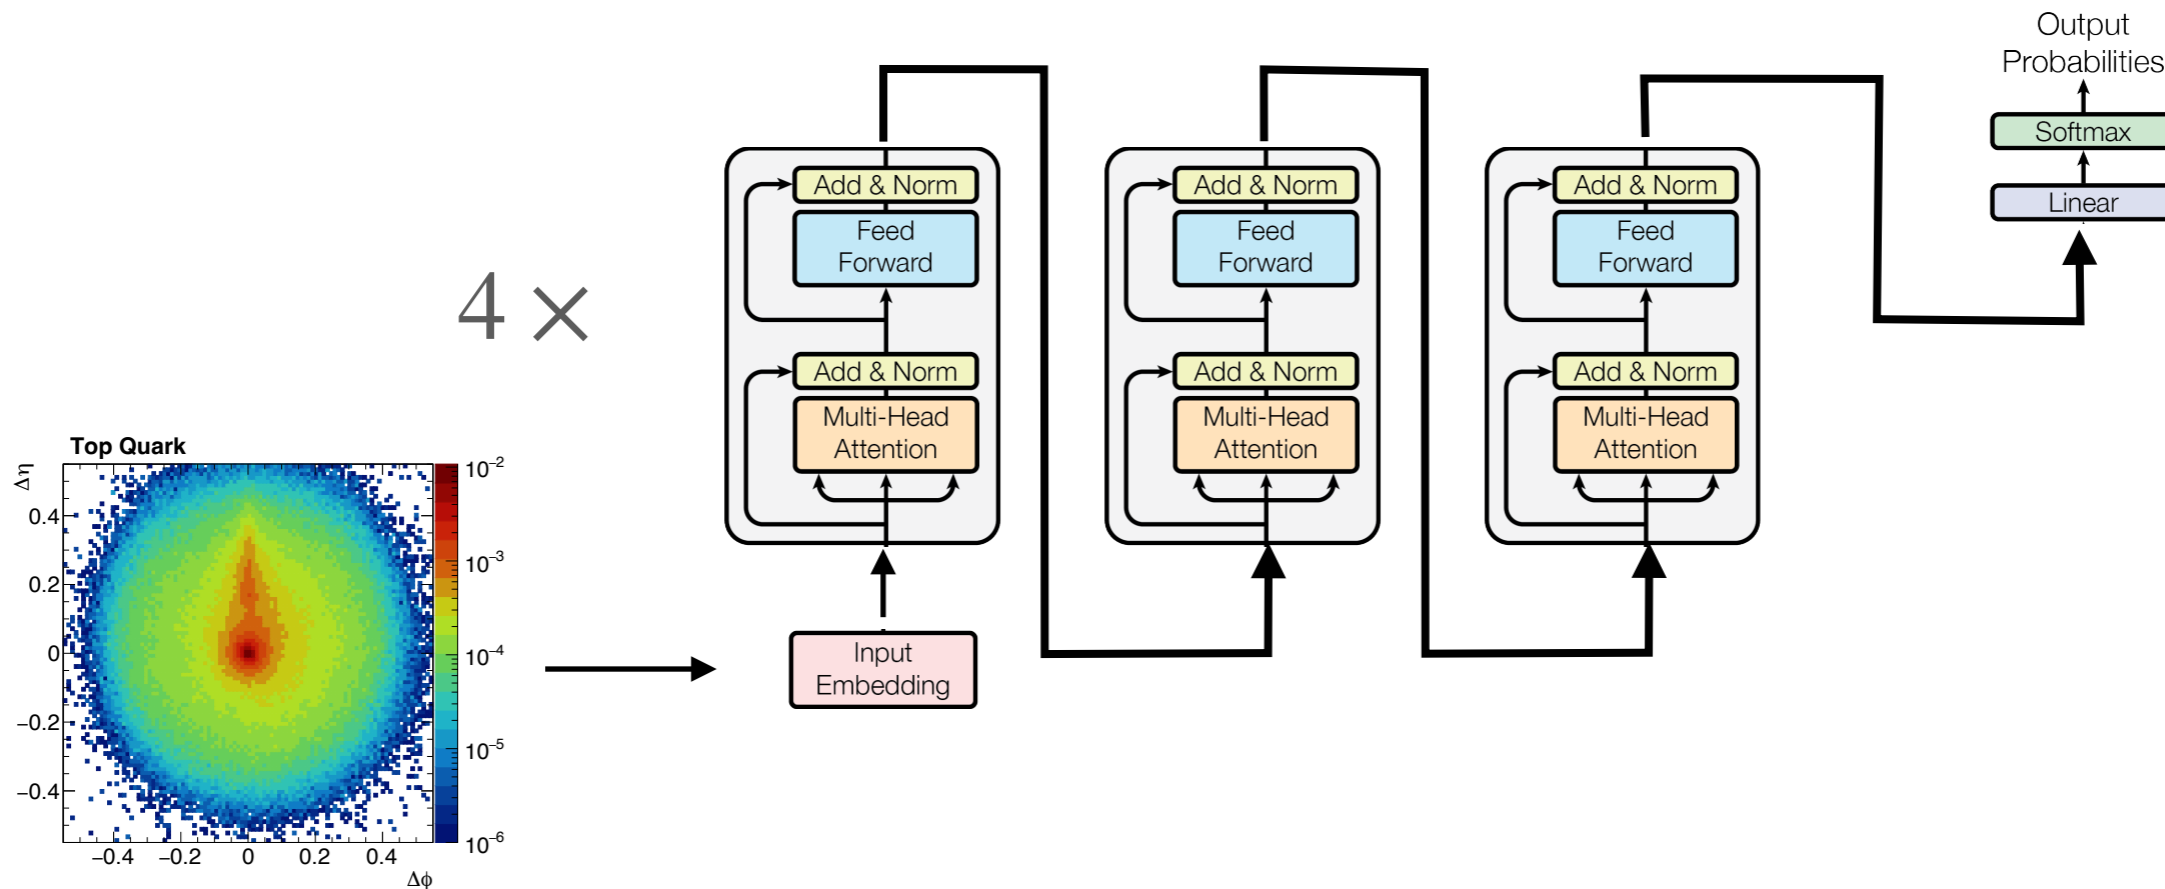 Output
Probabilities
Softmax
Linear
4 ×
Add & Norm
Feed
Forward
Add & Norm
Multi-Head
Attention
Add & Norm
Feed
Forward
Add & Norm
Multi-Head
Attention
Add & Norm
Feed
Forward
Add & Norm
Multi-Head
Attention
Input
Embedding
Top Quark
Δη
0.4
0.2
0
−0.2
−0.4
−0.4 −0.2 0 0.2 0.4
Δϕ
10⁻²
10⁻³
10⁻⁴
10⁻⁵
10⁻⁶